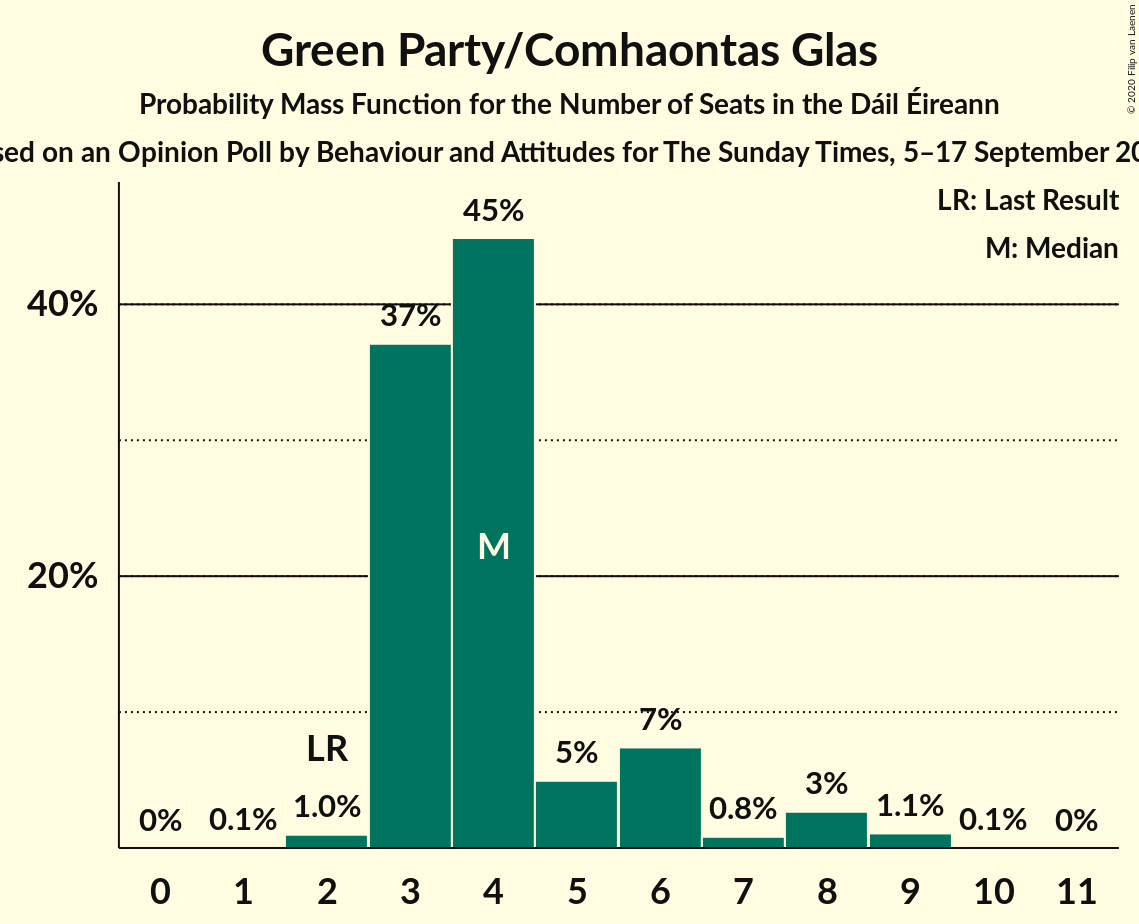 Green Party/Comhaontas Glas
Probability Mass Function for the Number of Seats in the Dáil Éireann
on an Opinion Poll by Behaviour and Attitudes for The Sunday Times, 5–17 September
© 2020 Filip van Laenen
LR: Last Result
M: Median
45%
40%
37%
M
20%
LR
7%
5%
3%
0% 0.1% 1.0% 0.8% 1.1% 0.1% 0%
0 1 2 3 4 5 6 7 8 9 10 11